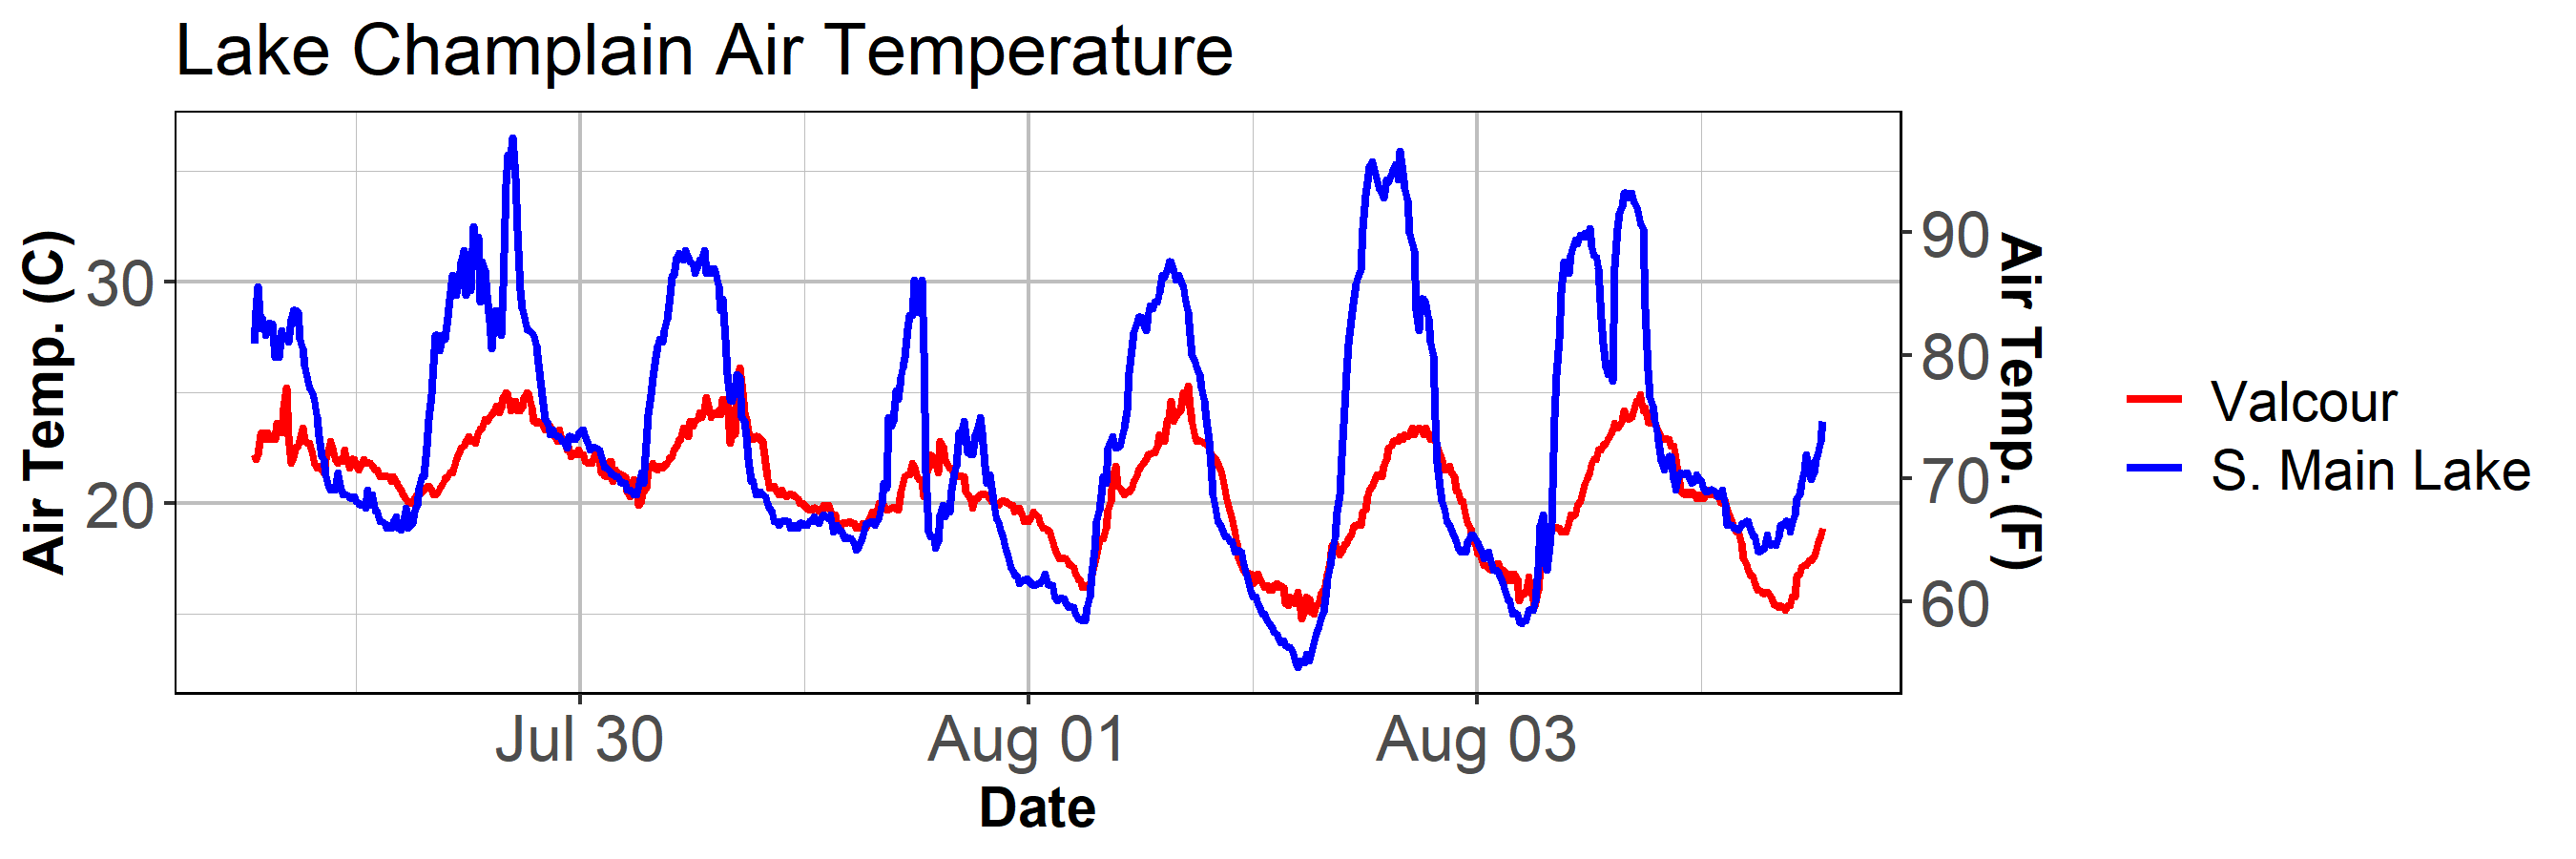 Lake Champlain Air Temperature
Air Temp. (C)
30
20
90
80
70
60
Air Temp. (F)
Jul 30
Aug 01
Aug 03
Date
Valcour
S. Main Lake